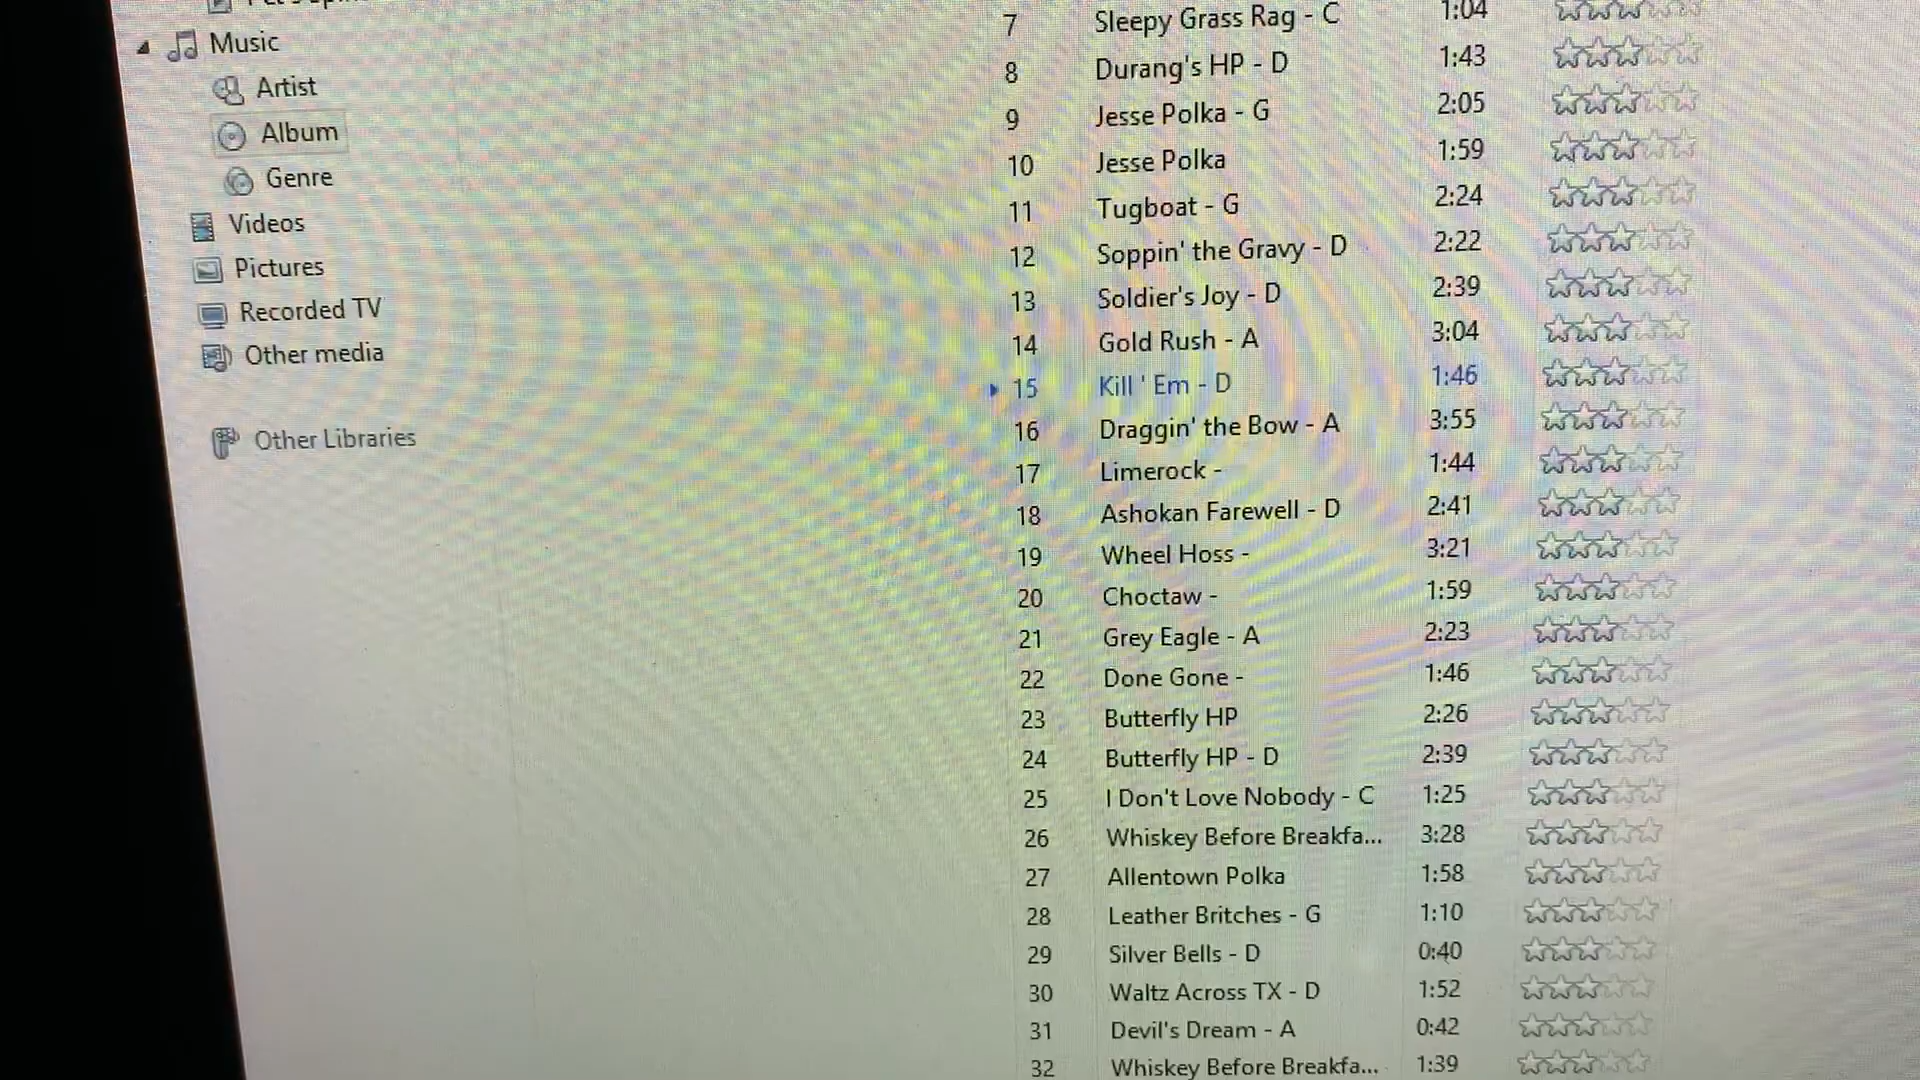 Music
Artist
Album
Genre
Videos
Pictures
Recorded TV
Other media
Other Libraries
7 Sleepy Grass Rag - C 1:04
8 Durang's HP - D 1:43
9 Jesse Polka - G 2:05
10 Jesse Polka 1:59
11 Tugboat - G 2:24
12 Soppin' the Gravy - D 2:22
13 Soldier's Joy - D 2:39
14 Gold Rush - A 3:04
15 Kill ' Em - D 1:46
16 Draggin' the Bow - A 3:55
17 Limerock - 1:44
18 Ashokan Farewell - D 2:41
19 Wheel Hoss - 3:21
20 Choctaw - 1:59
21 Grey Eagle - A 2:23
22 Done Gone - 1:46
23 Butterfly HP 2:26
24 Butterfly HP - D 2:39
25 I Don't Love Nobody - C 1:25
26 Whiskey Before Breakfa... 3:28
27 Allentown Polka 1:58
28 Leather Britches - G 1:10
29 Silver Bells - D 0:40
30 Waltz Across TX - D 1:52
31 Devil's Dream - A 0:42
32 Whiskey Before Breakfa... 1:39